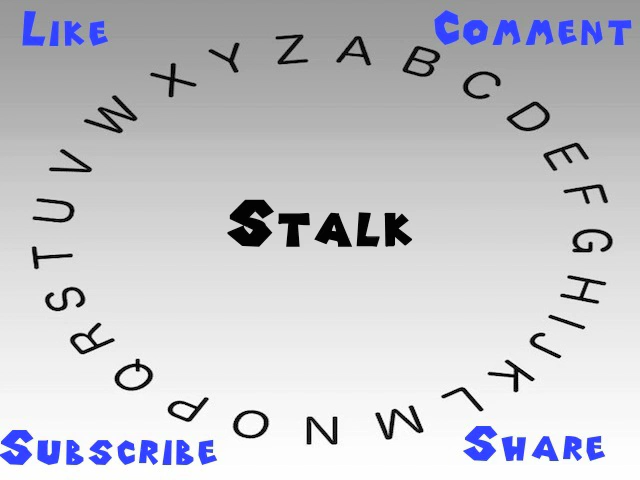 Like
Comment
A B C D E F G H I J K L M N O P Q R S T U V W X Y Z
Stalk
Subscribe
Share